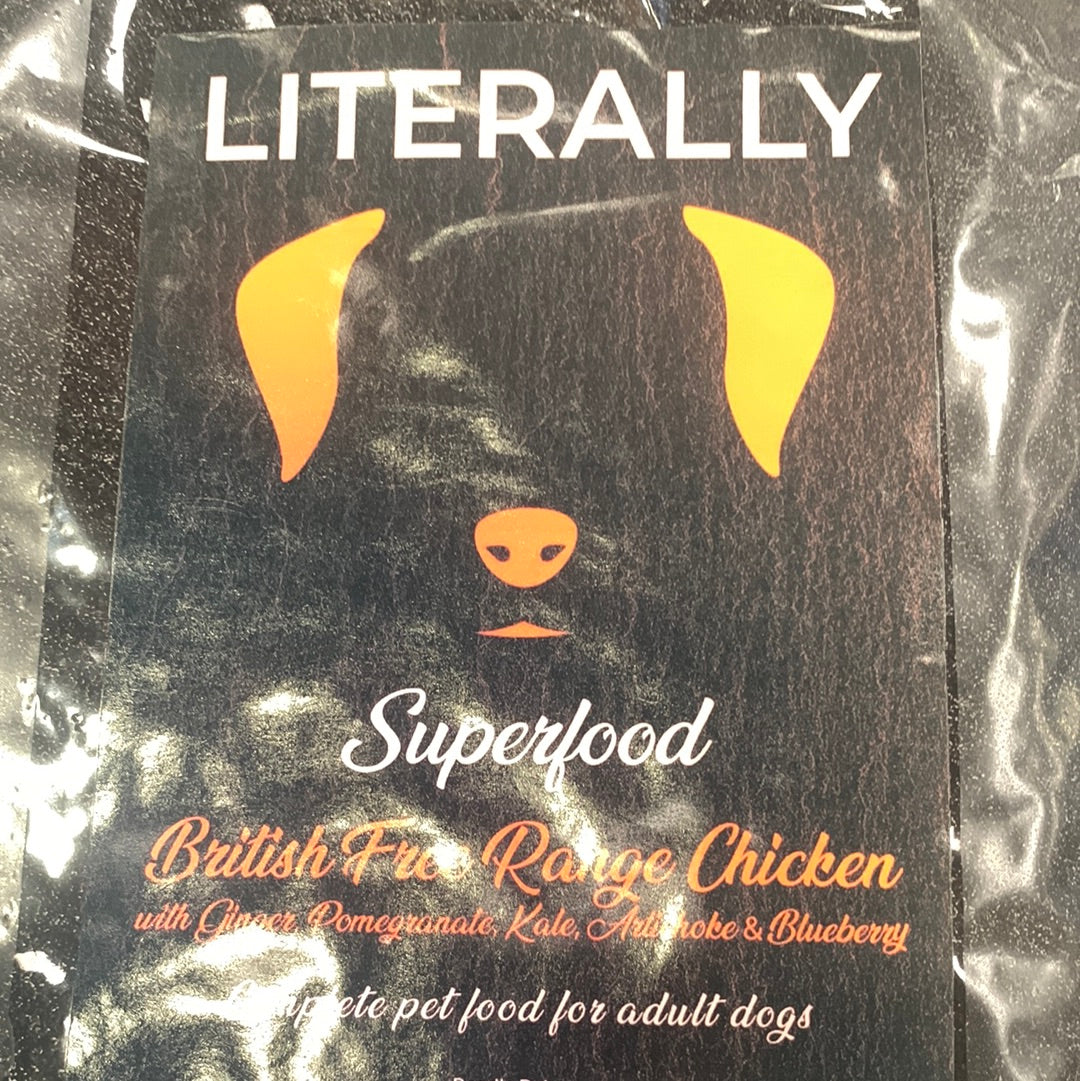 LITERALLY
Superfood
British Free Range Chicken
with Ginger, Pomegranate, Kale, Artichoke & Blueberry
Complete pet food for adult dogs